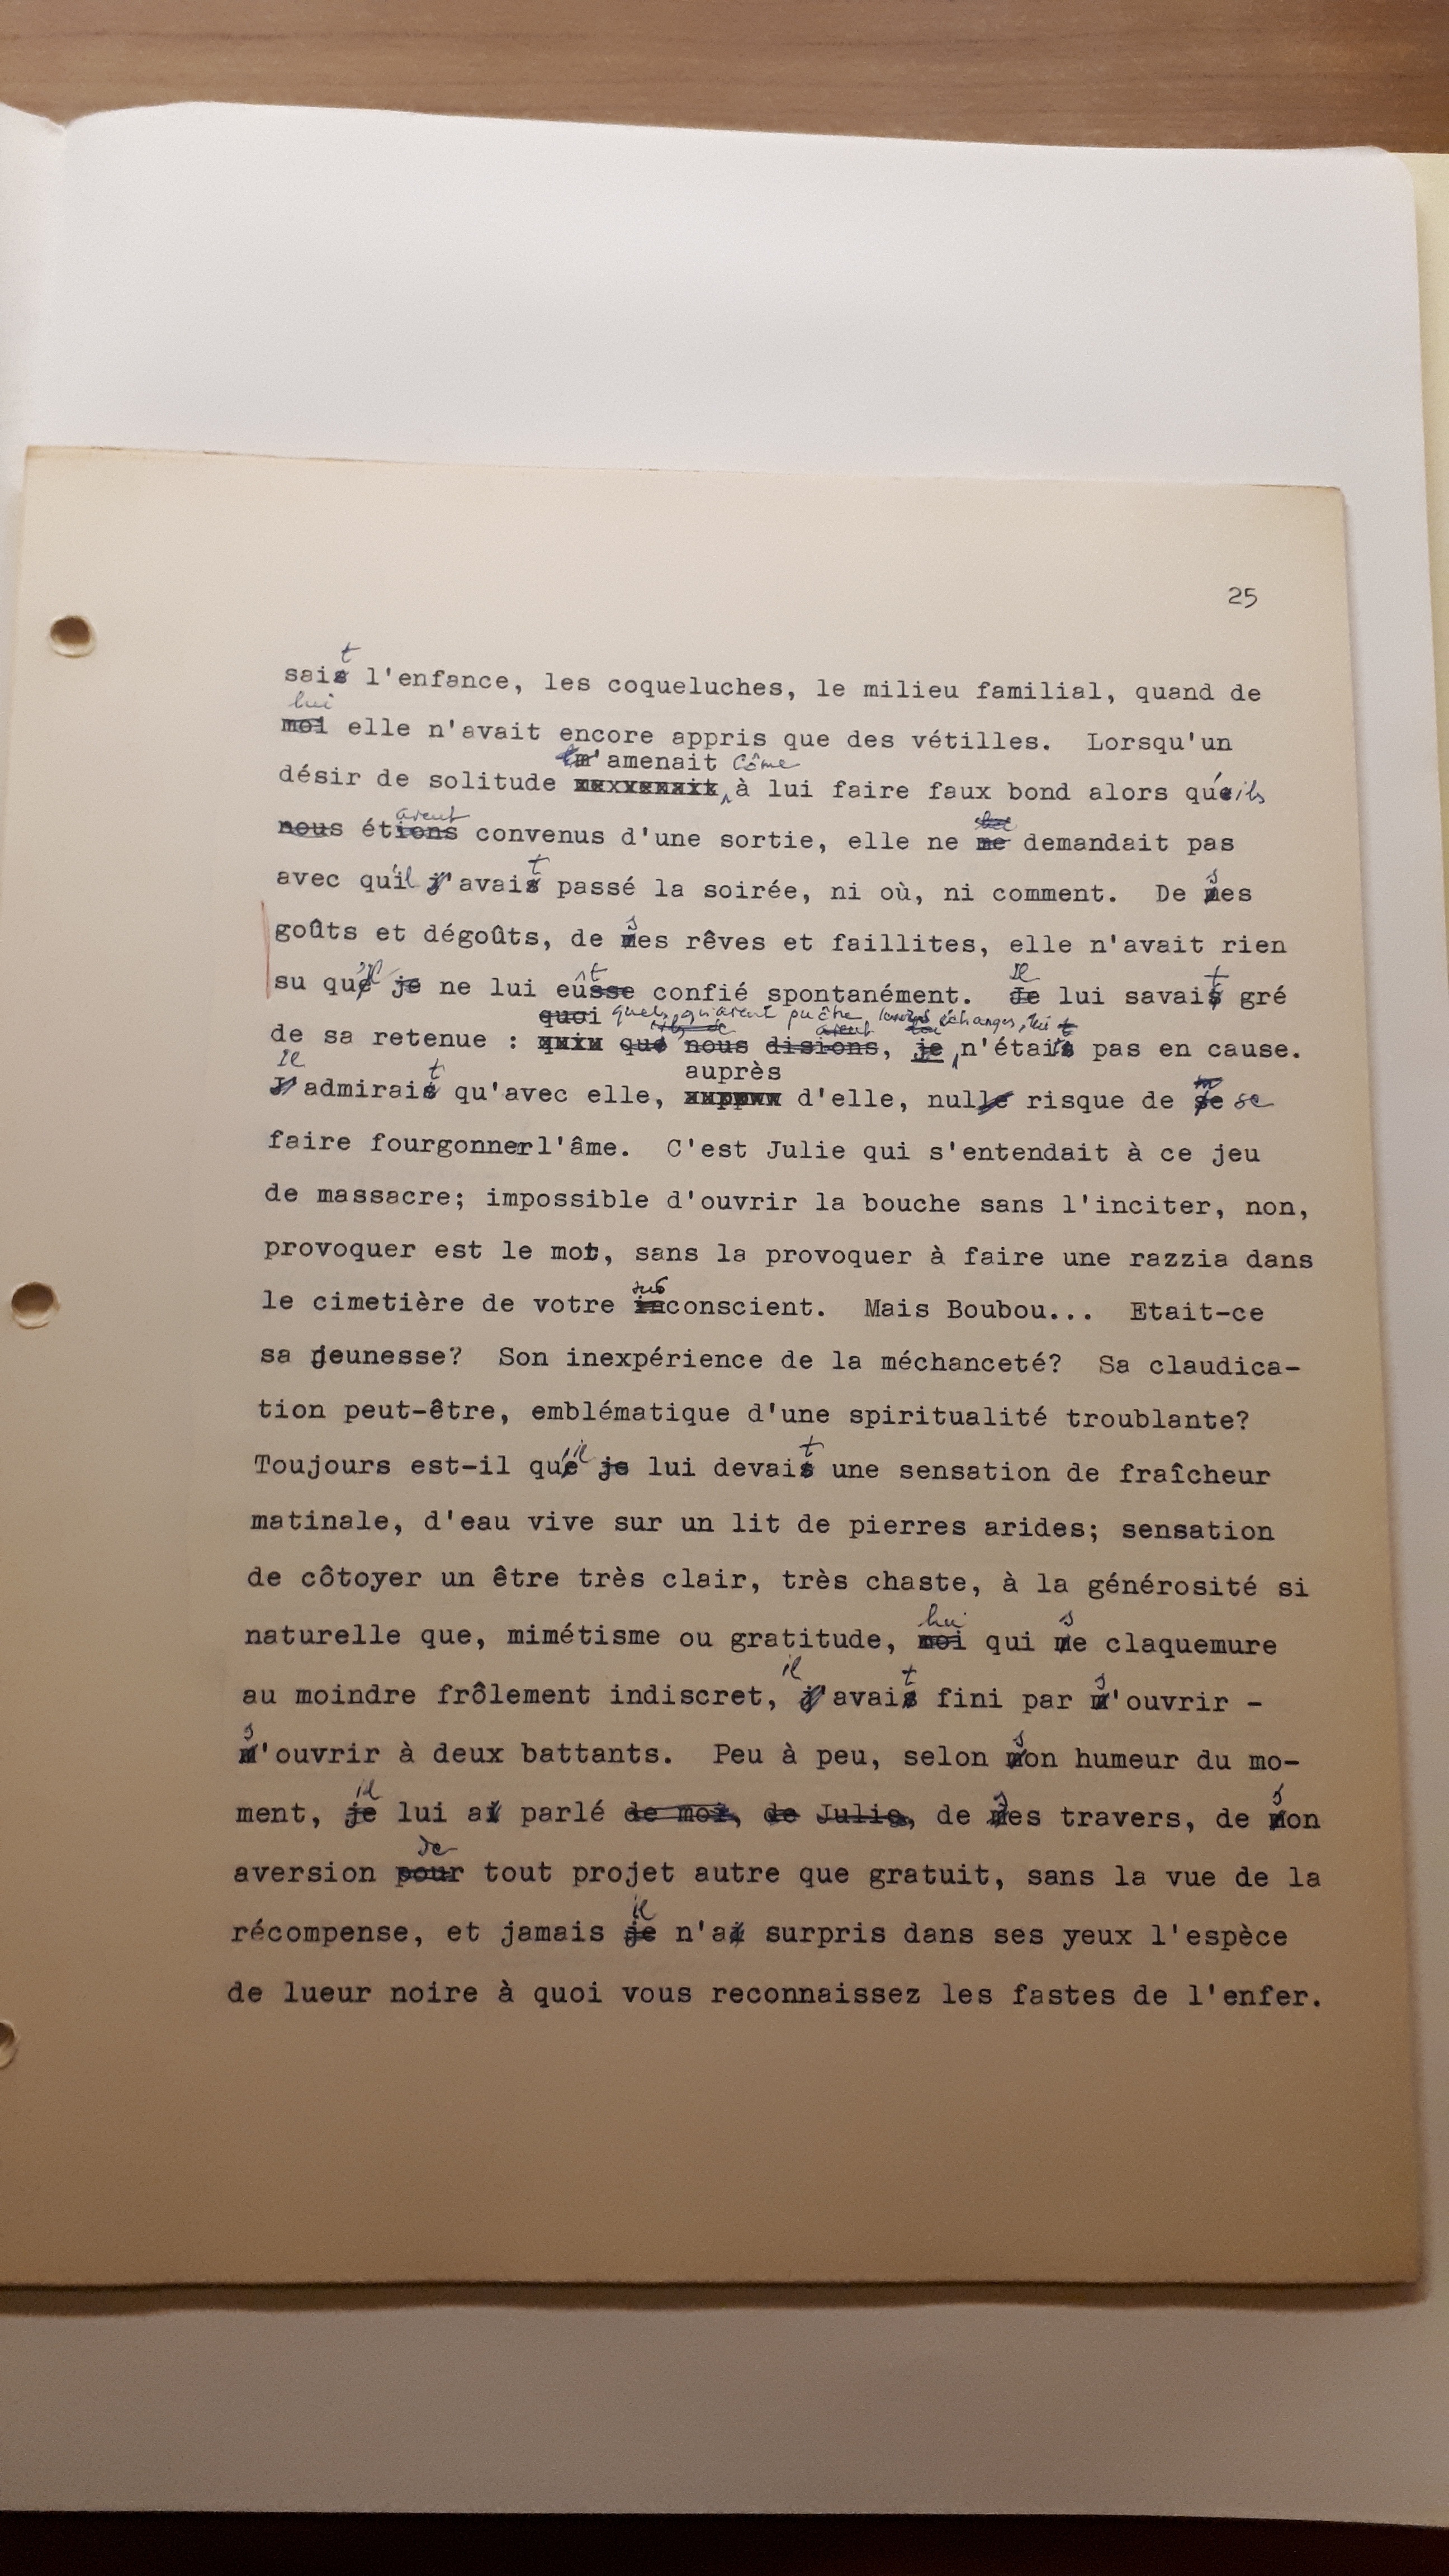 25
sait l'enfance, les coqueluches, le milieu familial, quand de
lui elle n'avait encore appris que des vétilles. Lorsqu'un
désir de solitude amenait Côme à lui faire faux bond alors qu'ils
étaient convenus d'une sortie, elle ne demandait pas
avec qui il avait passé la soirée, ni où, ni comment. De ses
goûts et dégoûts, de ses rêves et faillites, elle n'avait rien
su qu'il ne lui eût confié spontanément. Il lui savait gré
de sa retenue : quels qu'aient pu être leurs échanges, lui n'était pas en cause.
Il admirait qu'avec elle, auprès d'elle, nul risque de se
faire fourgonner l'âme. C'est Julie qui s'entendait à ce jeu
de massacre; impossible d'ouvrir la bouche sans l'inciter, non,
provoquer est le mot, sans la provoquer à faire une razzia dans
le cimetière de votre subconscient. Mais Boubou... Etait-ce
sa jeunesse? Son inexpérience de la méchanceté? Sa claudica-
tion peut-être, emblématique d'une spiritualité troublante?
Toujours est-il qu'il lui devait une sensation de fraîcheur
matinale, d'eau vive sur un lit de pierres arides; sensation
de côtoyer un être très clair, très chaste, à la générosité si
naturelle que, mimétisme ou gratitude, lui qui se claquemure
au moindre frôlement indiscret, il avait fini par s'ouvrir -
s'ouvrir à deux battants. Peu à peu, selon son humeur du mo-
ment, il lui a parlé de ses travers, de son
aversion de tout projet autre que gratuit, sans la vue de la
récompense, et jamais il n'a surpris dans ses yeux l'espèce
de lueur noire à quoi vous reconnaissez les fastes de l'enfer.